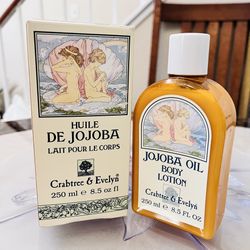 HUILE
DE JOJOBA
LAIT POUR LE CORPS
Crabtree & Evelyn
250 ml e 8.5 oz fl
JOJOBA OIL
BODY
LOTION
Crabtree & Evelyn
250 ml e 8.5 FL OZ